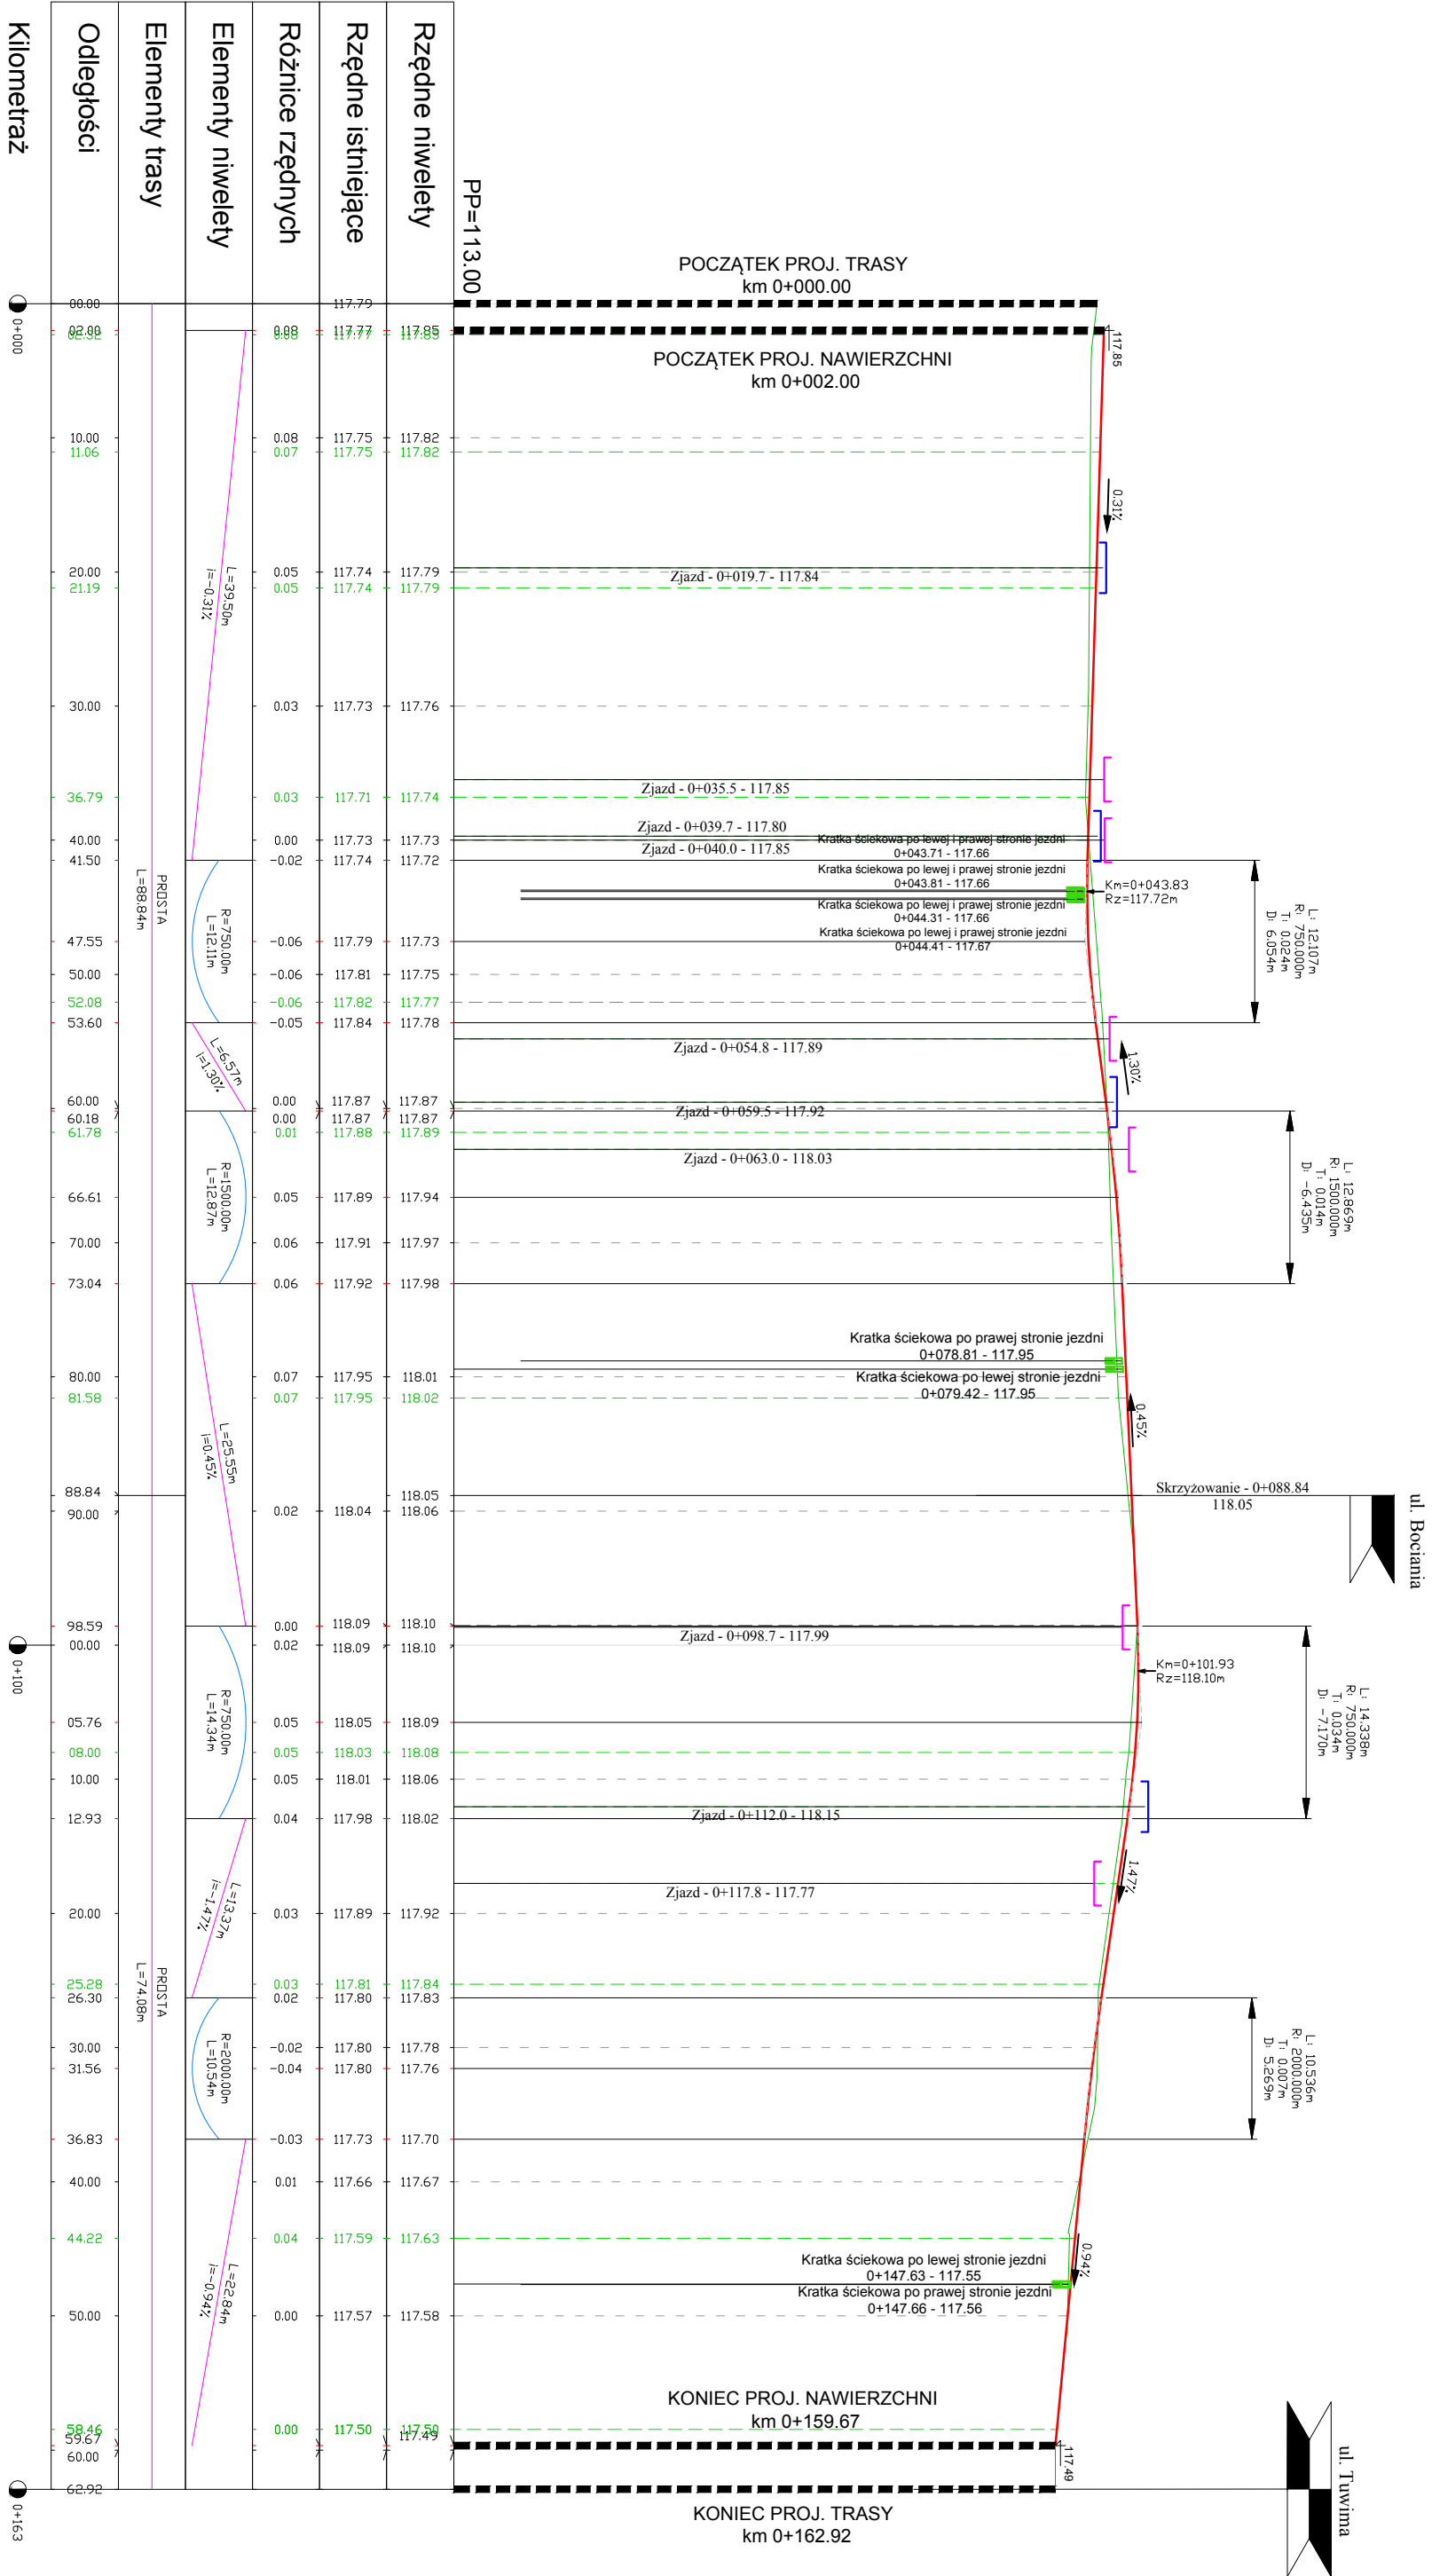 Kilometraż
Odległości
Elementy trasy
Elementy niwelety
Różnice rzędnych
Rzędne istniejące
Rzędne niwelety
PP=113.00
POCZĄTEK PROJ. TRASY
km 0+000.00
POCZĄTEK PROJ. NAWIERZCHNI
km 0+002.00
117.85
0+000
00.00
117.79
02.00
0.08
117.77
117.85
02.32
0.08
117.77
117.85
10.00
0.08
117.75
117.82
11.06
0.07
117.75
117.82
0.31%
L=39.50m
i=-0.31%
20.00
0.05
117.74
117.79
Zjazd - 0+019.7 - 117.84
21.19
0.05
117.74
117.79
30.00
0.03
117.73
117.76
Zjazd - 0+035.5 - 117.85
36.79
0.03
117.71
117.74
Zjazd - 0+039.7 - 117.80
40.00
0.00
117.73
117.73
Zjazd - 0+040.0 - 117.85
Kratka ściekowa po lewej i prawej stronie jezdni
0+043.71 - 117.66
41.50
-0.02
117.74
117.72
Kratka ściekowa po lewej i prawej stronie jezdni
0+043.81 - 117.66
Km=0+043.83
Rz=117.72m
Kratka ściekowa po lewej i prawej stronie jezdni
0+044.31 - 117.66
Kratka ściekowa po lewej i prawej stronie jezdni
0+044.41 - 117.67
L: 12.107m
R: 750.000m
T: 0.024m
D: 6.054m
PROSTA
L=88.84m
R=750.00m
L=12.11m
47.55
-0.06
117.79
117.73
50.00
-0.06
117.81
117.75
52.08
-0.06
117.82
117.77
53.60
-0.05
117.84
117.78
Zjazd - 0+054.8 - 117.89
1.30%
L=6.57m
i=1.30%
60.00
0.00
117.87
117.87
Zjazd - 0+059.5 - 117.92
60.18
0.00
117.87
117.87
61.78
0.01
117.88
117.89
Zjazd - 0+063.0 - 118.03
L: 12.869m
R: 1500.000m
T: 0.014m
D: -6.435m
R=1500.00m
L=12.87m
66.61
0.05
117.89
117.94
70.00
0.06
117.91
117.97
73.04
0.06
117.92
117.98
Kratka ściekowa po prawej stronie jezdni
0+078.81 - 117.95
80.00
0.07
117.95
118.01
Kratka ściekowa po lewej stronie jezdni
0+079.42 - 117.95
81.58
0.07
117.95
118.02
0.45%
L=25.55m
i=0.45%
88.84
118.05
Skrzyżowanie - 0+088.84
118.05
ul. Bociania
90.00
0.02
118.04
118.06
98.59
0.00
118.09
118.10
Zjazd - 0+098.7 - 117.99
0+100
00.00
0.02
118.09
118.10
Km=0+101.93
Rz=118.10m
L: 14.338m
R: 750.000m
T: 0.034m
D: -7.170m
R=750.00m
L=14.34m
05.76
0.05
118.05
118.09
08.00
0.05
118.03
118.08
10.00
0.05
118.01
118.06
Zjazd - 0+112.0 - 118.15
12.93
0.04
117.98
118.02
1.47%
L=13.37m
i=-1.47%
Zjazd - 0+117.8 - 117.77
20.00
0.03
117.89
117.92
PROSTA
L=74.08m
25.28
0.03
117.81
117.84
26.30
0.02
117.80
117.83
L: 10.536m
R: 2000.000m
T: 0.007m
D: 5.269m
R=2000.00m
L=10.54m
30.00
-0.02
117.80
117.78
31.56
-0.04
117.80
117.76
36.83
-0.03
117.73
117.70
40.00
0.01
117.66
117.67
44.22
0.04
117.59
117.63
0.94%
L=22.84m
i=-0.94%
Kratka ściekowa po lewej stronie jezdni
0+147.63 - 117.55
Kratka ściekowa po prawej stronie jezdni
0+147.66 - 117.56
50.00
0.00
117.57
117.58
KONIEC PROJ. NAWIERZCHNI
km 0+159.67
58.46
0.00
117.50
117.50
59.67
117.49
60.00
117.49
62.92
0+163
KONIEC PROJ. TRASY
km 0+162.92
ul. Tuwima